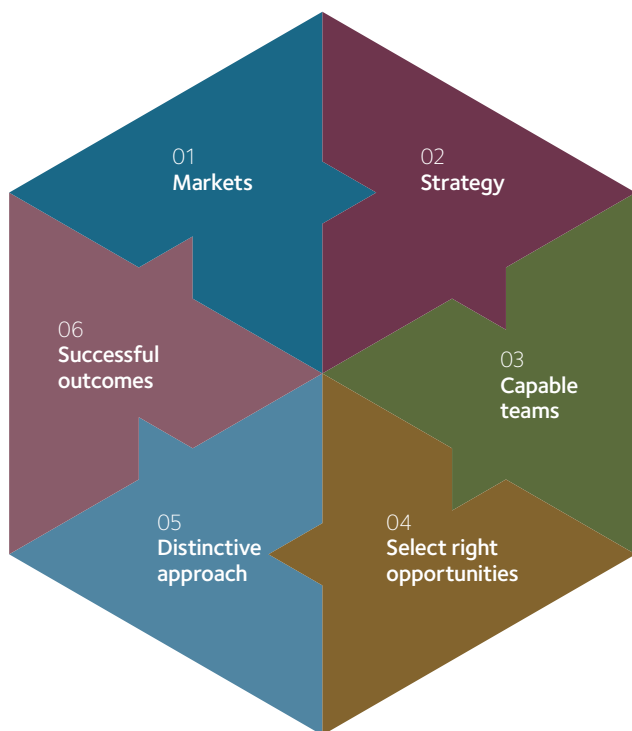 01
Markets
02
Strategy
03
Capable
teams
04
Select right
opportunities
05
Distinctive
approach
06
Successful
outcomes